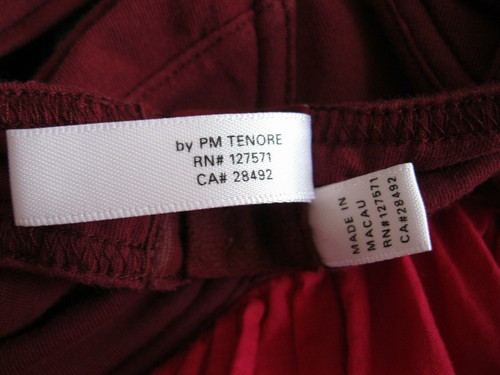 by PM TENORE
RN# 127571
CA# 28492
MADE IN
MACAU
RN#127571
CA#28492